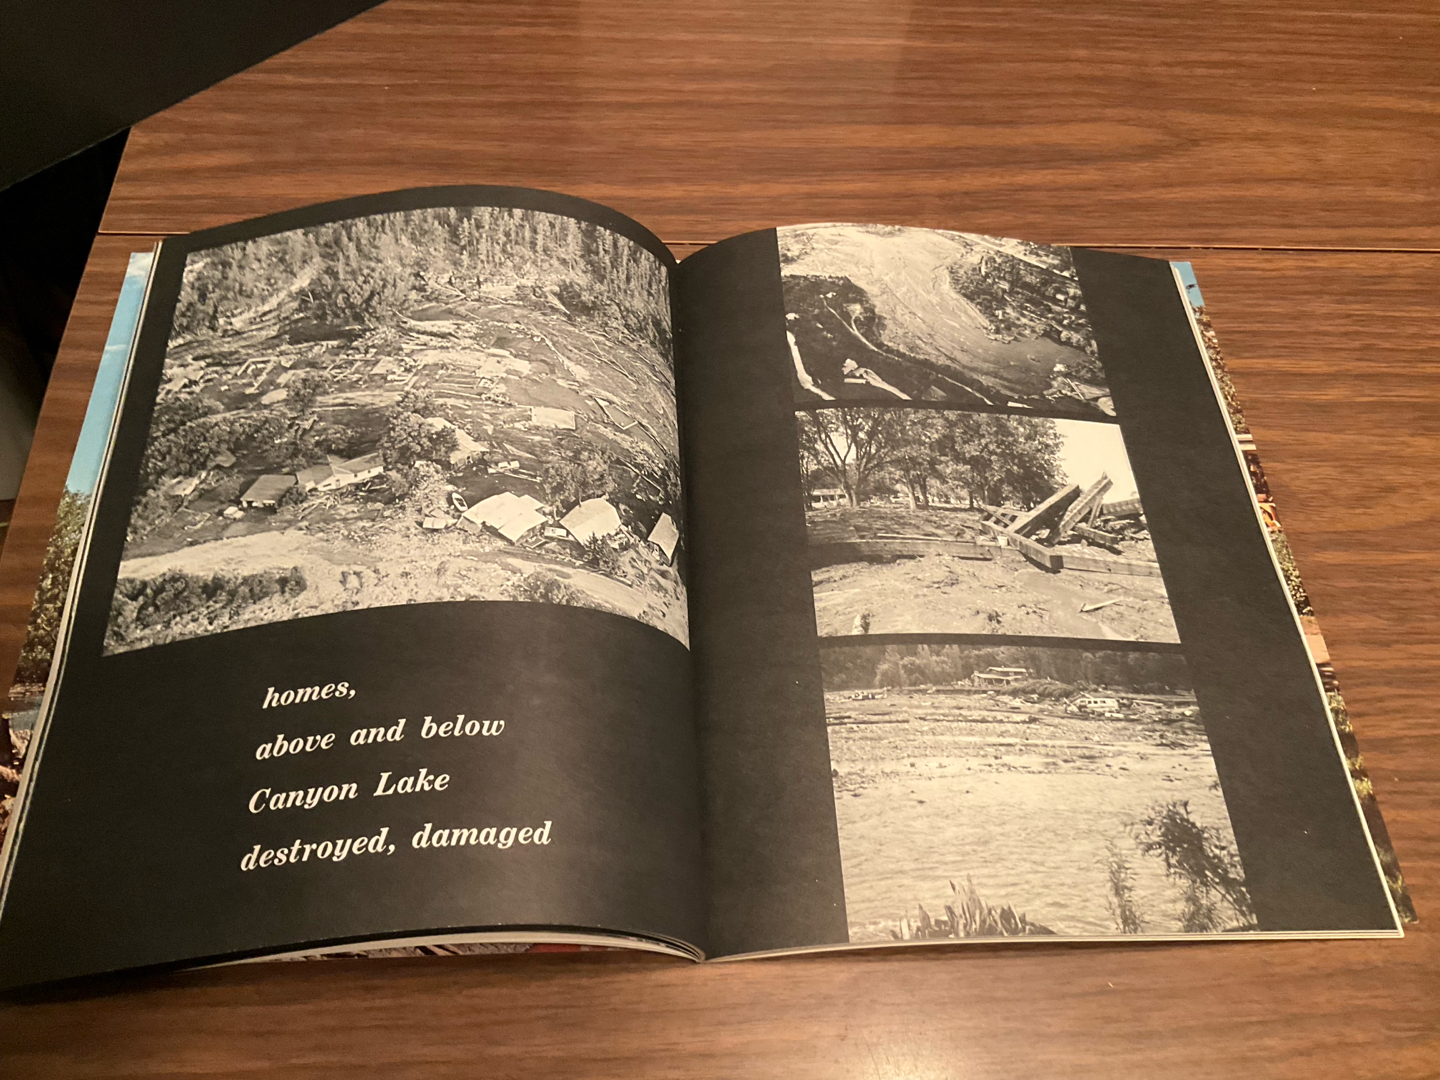 homes,
above and below
Canyon Lake
destroyed, damaged